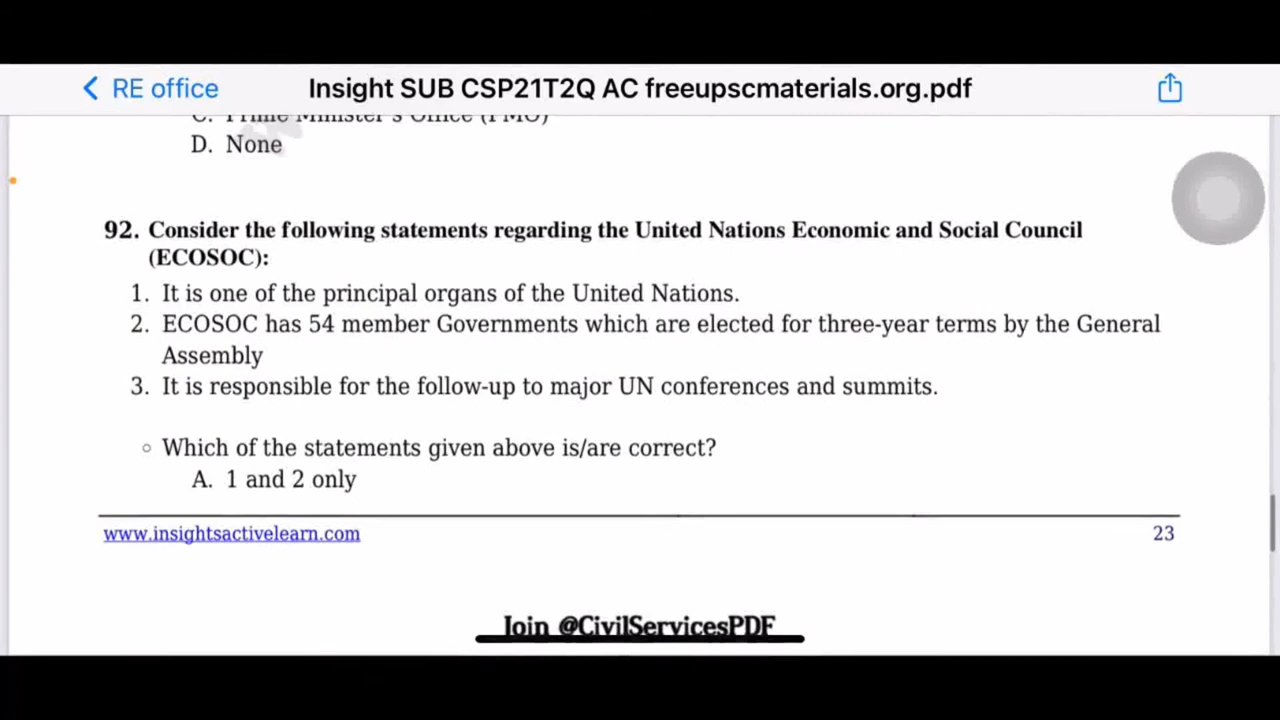 RE office
Insight SUB CSP21T2Q AC freeupscmaterials.org.pdf
C. Prime Minister's Office (PMO)
D. None
92. Consider the following statements regarding the United Nations Economic and Social Council
(ECOSOC):
1. It is one of the principal organs of the United Nations.
2. ECOSOC has 54 member Governments which are elected for three-year terms by the General
Assembly
3. It is responsible for the follow-up to major UN conferences and summits.
○ Which of the statements given above is/are correct?
A. 1 and 2 only
www.insightsactivelearn.com
23
Join @CivilServicesPDF